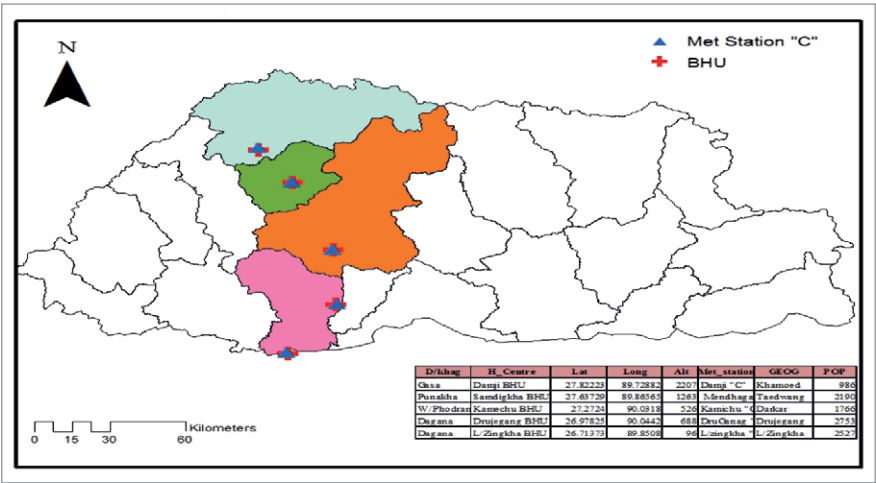 N
Met Station "C"
BHU
D/khag H_Centre Lat Long Alt Met_station GEOG POP
Gasa Damji BHU 27.82223 89.72882 2207 Damji "C" Khamoed 986
Punakha Samdigkha BHU 27.63729 89.86565 1263 Mendhaga Taedwang 2190
W/Phodran Kamechu BHU 27.2724 90.0318 526 Kamichu "C Darkar 1766
Dagana Drujegang BHU 26.97825 90.0442 688 DruGanag Drujegang 2753
Dagana L/Zingkha BHU 26.71373 89.8508 96 L/zingkha " L/Zingkha 2527
Kilometers
0 15 30 60